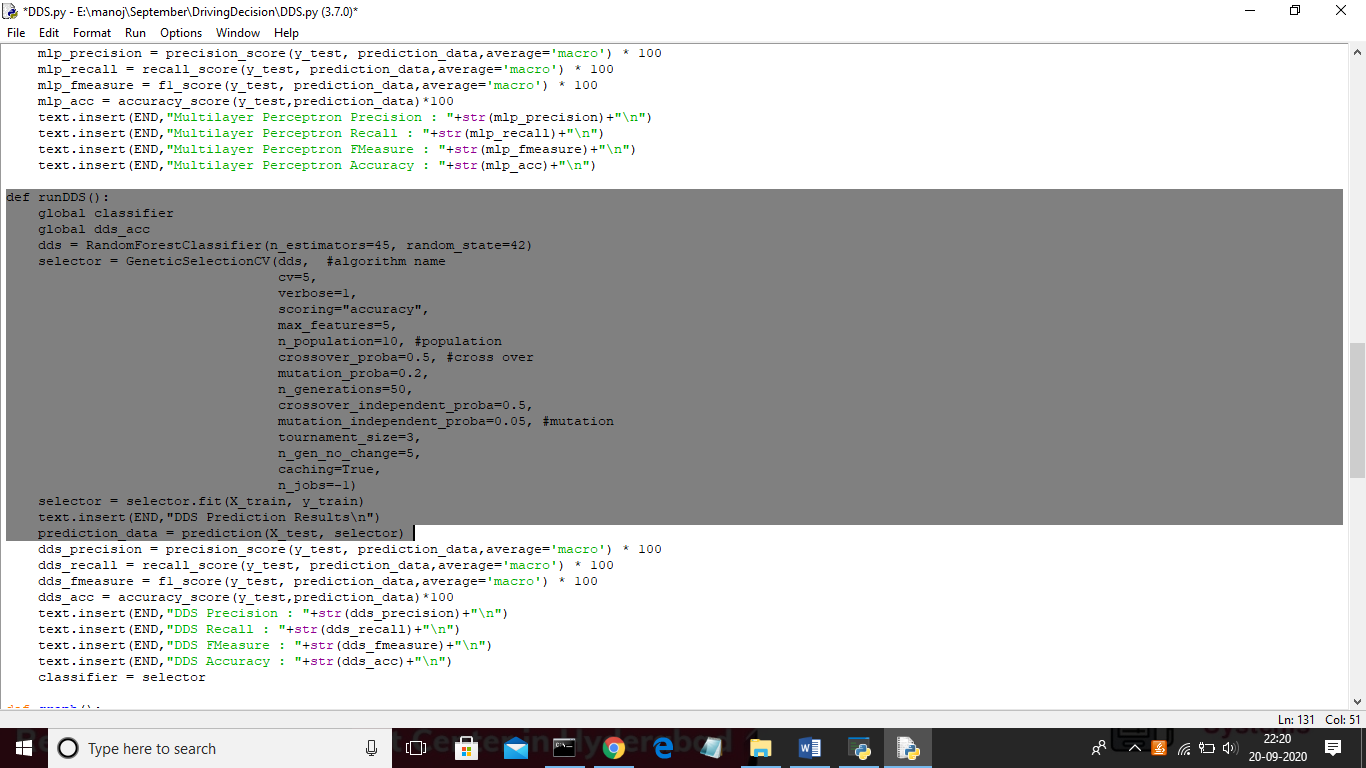 *DDS.py - E:\manoj\September\DrivingDecision\DDS.py (3.7.0)*
File Edit Format Run Options Window Help
    mlp_precision = precision_score(y_test, prediction_data,average='macro') * 100
    mlp_recall = recall_score(y_test, prediction_data,average='macro') * 100
    mlp_fmeasure = f1_score(y_test, prediction_data,average='macro') * 100
    mlp_acc = accuracy_score(y_test,prediction_data)*100
    text.insert(END,"Multilayer Perceptron Precision : "+str(mlp_precision)+"\n")
    text.insert(END,"Multilayer Perceptron Recall : "+str(mlp_recall)+"\n")
    text.insert(END,"Multilayer Perceptron FMeasure : "+str(mlp_fmeasure)+"\n")
    text.insert(END,"Multilayer Perceptron Accuracy : "+str(mlp_acc)+"\n")
def runDDS():
    global classifier
    global dds_acc
    dds = RandomForestClassifier(n_estimators=45, random_state=42)
    selector = GeneticSelectionCV(dds,  #algorithm name
                                  cv=5,
                                  verbose=1,
                                  scoring="accuracy",
                                  max_features=5,
                                  n_population=10, #population
                                  crossover_proba=0.5, #cross over
                                  mutation_proba=0.2,
                                  n_generations=50,
                                  crossover_independent_proba=0.5,
                                  mutation_independent_proba=0.05, #mutation
                                  tournament_size=3,
                                  n_gen_no_change=5,
                                  caching=True,
                                  n_jobs=-1)
    selector = selector.fit(X_train, y_train)
    text.insert(END,"DDS Prediction Results\n")
    prediction_data = prediction(X_test, selector)
    dds_precision = precision_score(y_test, prediction_data,average='macro') * 100
    dds_recall = recall_score(y_test, prediction_data,average='macro') * 100
    dds_fmeasure = f1_score(y_test, prediction_data,average='macro') * 100
    dds_acc = accuracy_score(y_test,prediction_data)*100
    text.insert(END,"DDS Precision : "+str(dds_precision)+"\n")
    text.insert(END,"DDS Recall : "+str(dds_recall)+"\n")
    text.insert(END,"DDS FMeasure : "+str(dds_fmeasure)+"\n")
    text.insert(END,"DDS Accuracy : "+str(dds_acc)+"\n")
    classifier = selector
Ln: 131 Col: 51
Type here to search
22:20
20-09-2020